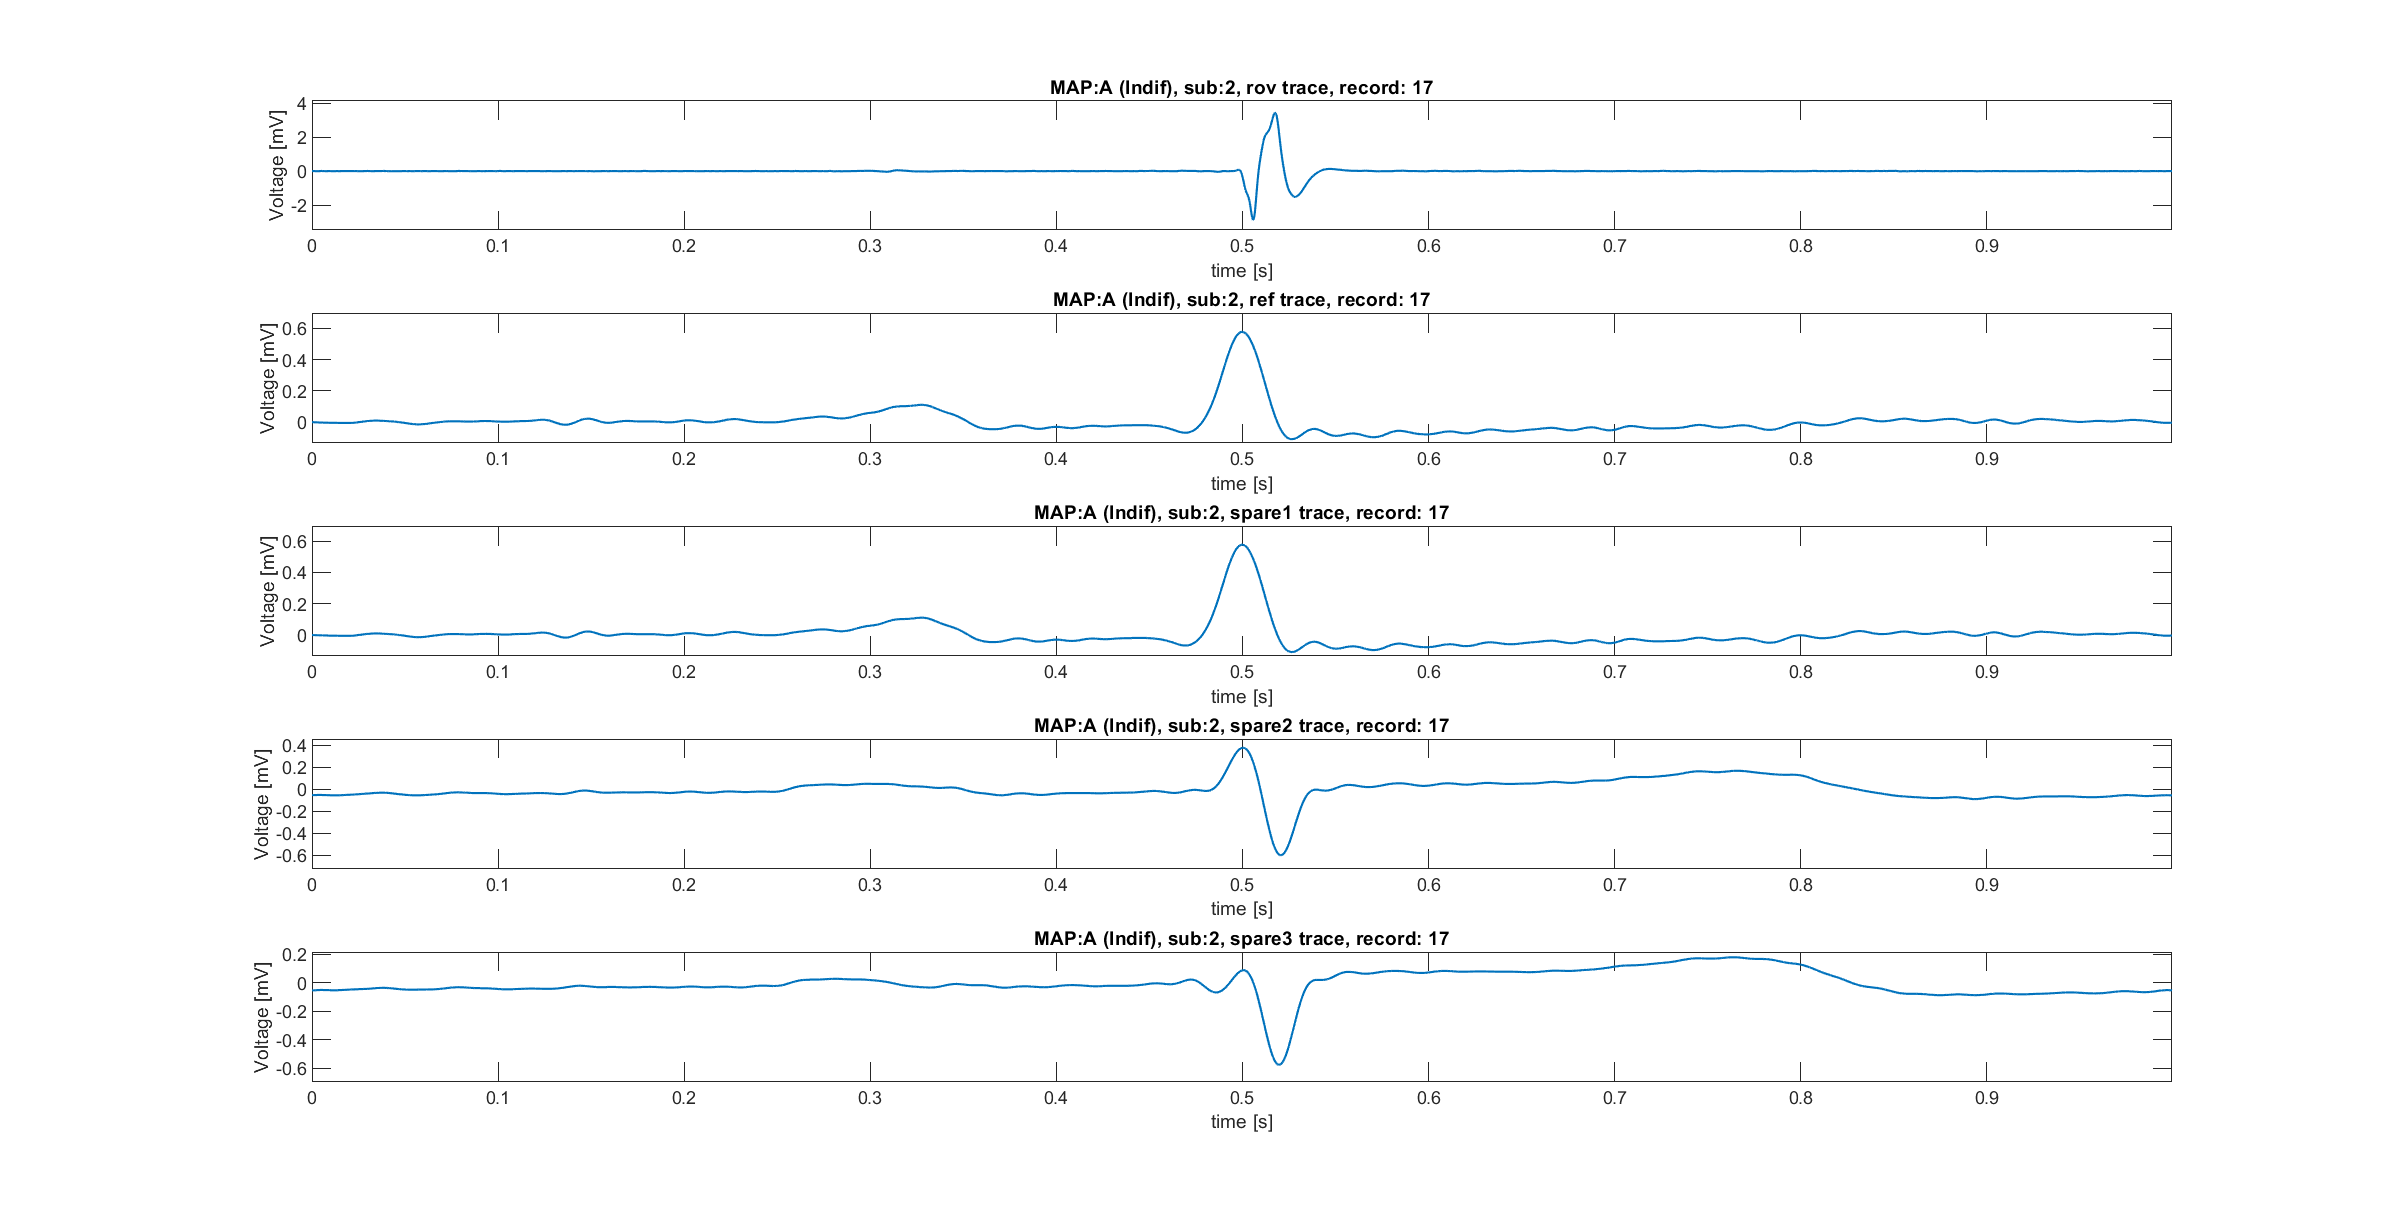 MAP:A (Indif), sub:2, rov trace, record: 17
Voltage [mV]
4
2
0
-2
0 0.1 0.2 0.3 0.4 0.5 0.6 0.7 0.8 0.9
time [s]
MAP:A (Indif), sub:2, ref trace, record: 17
Voltage [mV]
0.6
0.4
0.2
0
0 0.1 0.2 0.3 0.4 0.5 0.6 0.7 0.8 0.9
time [s]
MAP:A (Indif), sub:2, spare1 trace, record: 17
Voltage [mV]
0.6
0.4
0.2
0
0 0.1 0.2 0.3 0.4 0.5 0.6 0.7 0.8 0.9
time [s]
MAP:A (Indif), sub:2, spare2 trace, record: 17
Voltage [mV]
0.4
0.2
0
-0.2
-0.4
-0.6
0 0.1 0.2 0.3 0.4 0.5 0.6 0.7 0.8 0.9
time [s]
MAP:A (Indif), sub:2, spare3 trace, record: 17
Voltage [mV]
0.2
0
-0.2
-0.4
-0.6
0 0.1 0.2 0.3 0.4 0.5 0.6 0.7 0.8 0.9
time [s]